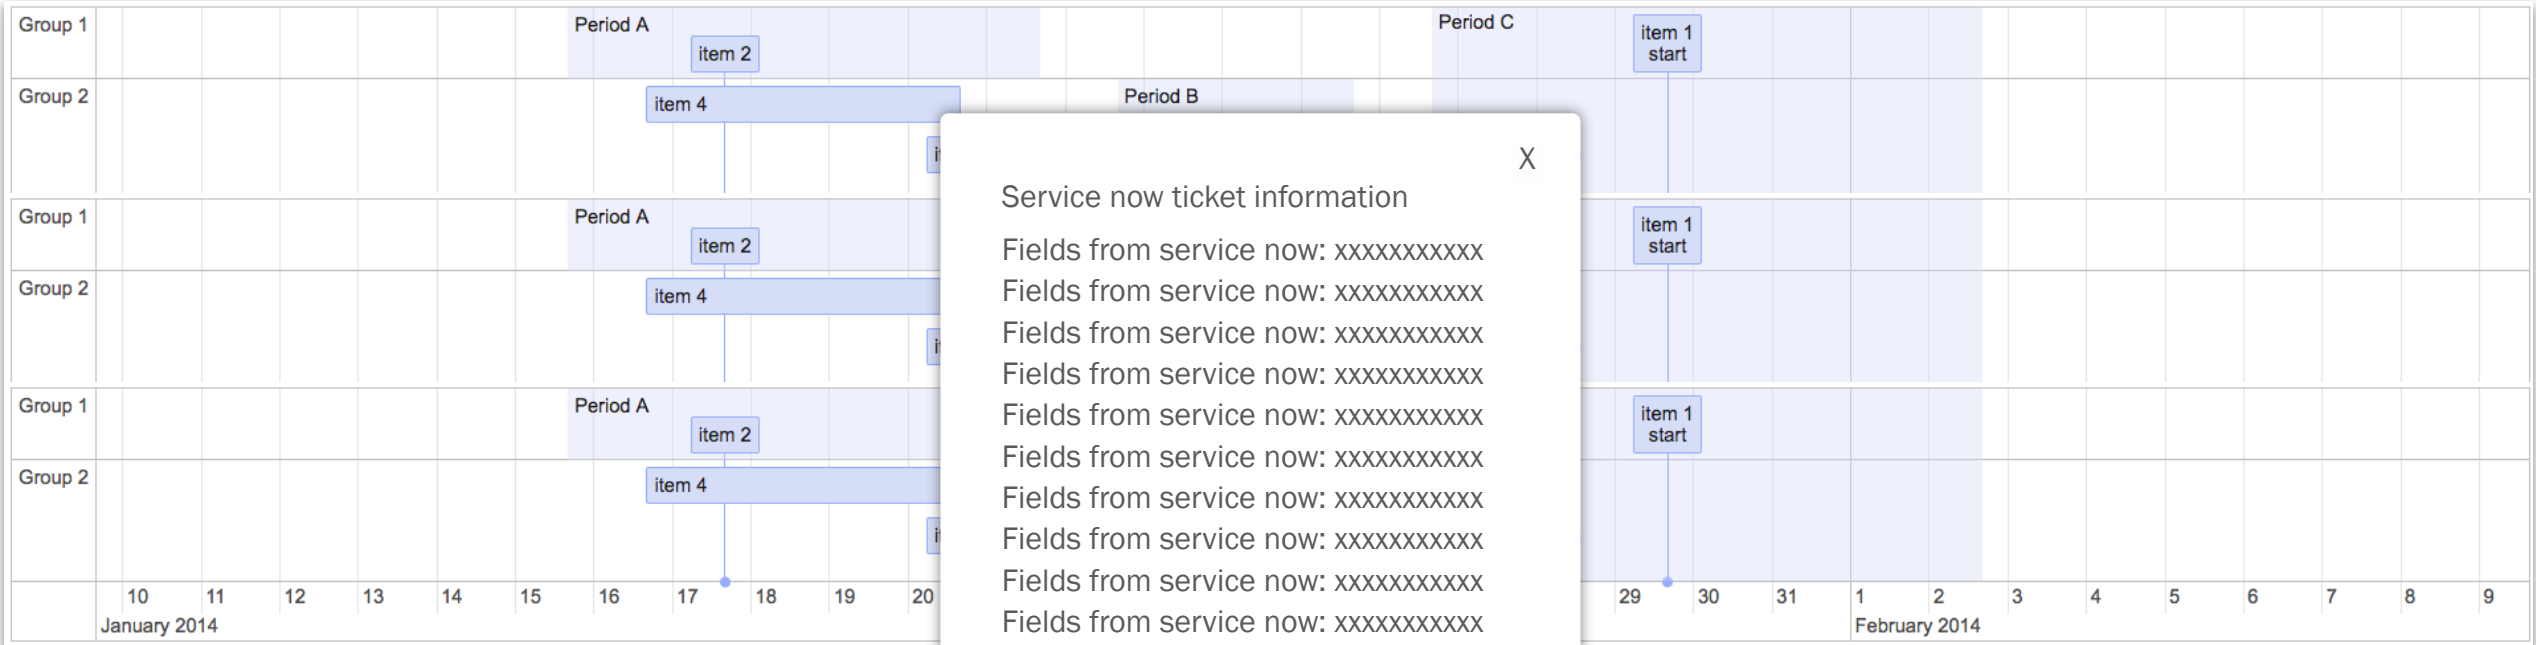 Group 1
Period A
Period C
item 1
start
item 2
Group 2
item 4
Period B
X
Service now ticket information
Group 1
Period A
item 1
start
item 2
Fields from service now: xxxxxxxxxxx
Group 2
item 4
Fields from service now: xxxxxxxxxxx
Fields from service now: xxxxxxxxxxx
Fields from service now: xxxxxxxxxxx
Group 1
Period A
item 1
start
item 2
Fields from service now: xxxxxxxxxxx
Fields from service now: xxxxxxxxxxx
Group 2
item 4
Fields from service now: xxxxxxxxxxx
Fields from service now: xxxxxxxxxxx
Fields from service now: xxxxxxxxxxx
10 11 12 13 14 15 16 17 18 19 20 29 30 31 1 2 3 4 5 6 7 8 9
Fields from service now: xxxxxxxxxxx
January 2014 February 2014